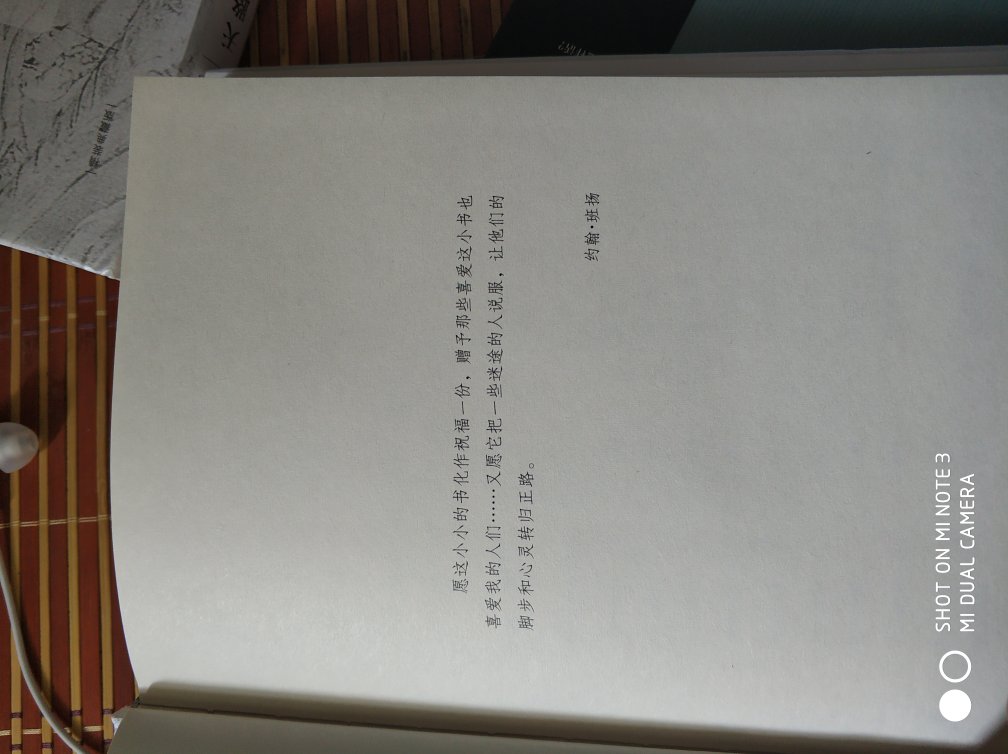 愿这小小的书化作祝福一份，赠予那些喜爱这小书也
喜爱我的人们……又愿它把一些迷途的人说服，让他们的
脚步和心灵转归正路。
约翰·班扬
SHOT ON MI NOTE 3
MI DUAL CAMERA